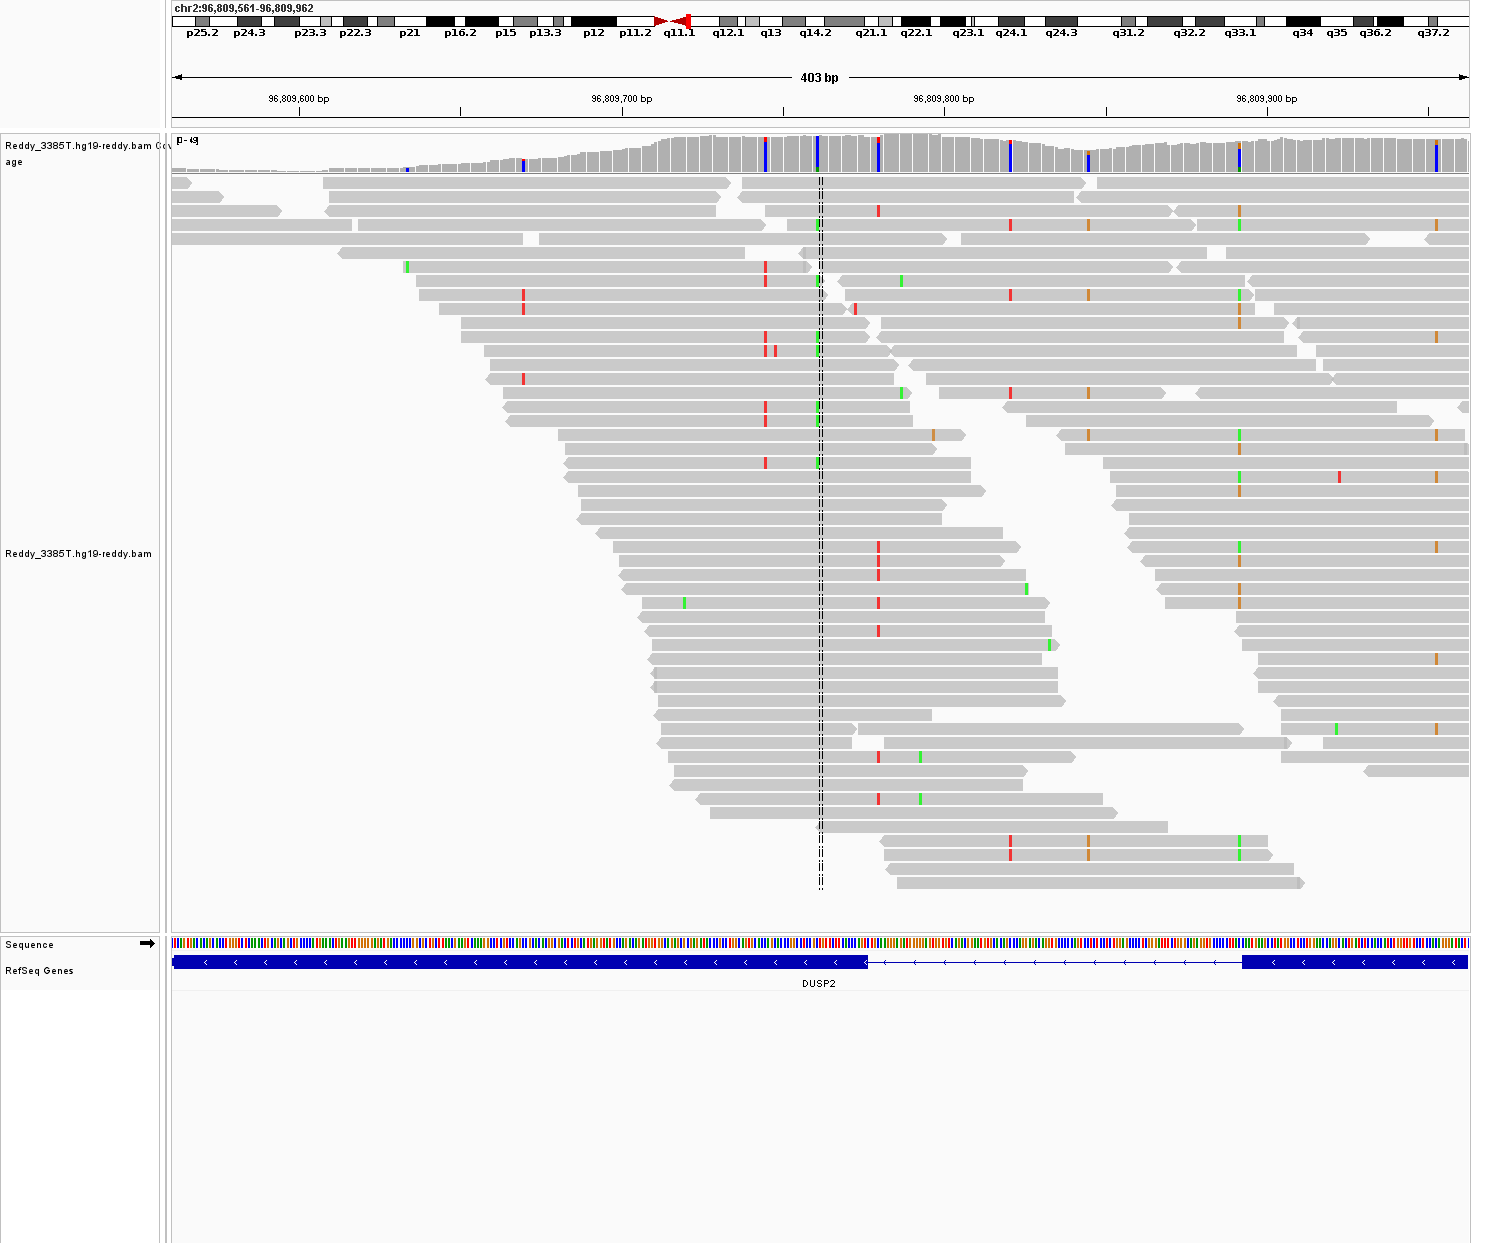 chr2:96,809,561-96,809,962
p25.2 p24.3 p23.3 p22.3 p21 p16.2 p15 p13.3 p12 p11.2 q11.1 q12.1 q13 q14.2 q21.1 q22.1 q23.1 q24.1 q24.3 q31.2 q32.2 q33.1 q34 q35 q36.2 q37.2
403 bp
96,809,600 bp 96,809,700 bp 96,809,800 bp 96,809,900 bp
Reddy_3385T.hg19-reddy.bam
age
Reddy_3385T.hg19-reddy.bam
Sequence
RefSeq Genes
DUSP2